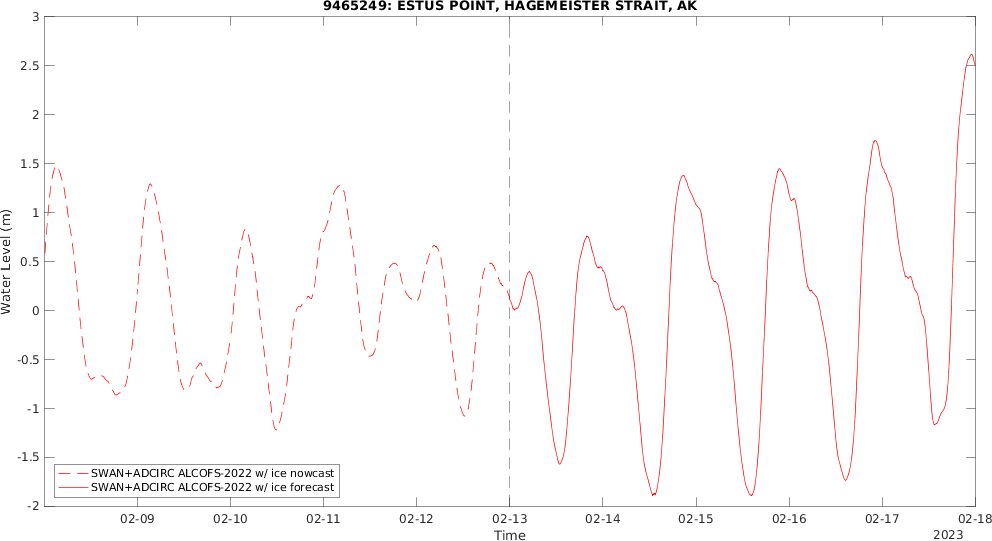 9465249: ESTUS POINT, HAGEMEISTER STRAIT, AK
3
2.5
2
1.5
1
0.5
0
-0.5
-1
-1.5
-2
Water Level (m)
SWAN+ADCIRC ALCOFS-2022 w/ ice nowcast
SWAN+ADCIRC ALCOFS-2022 w/ ice forecast
02-09 02-10 02-11 02-12 02-13 02-14 02-15 02-16 02-17 02-18
Time
2023